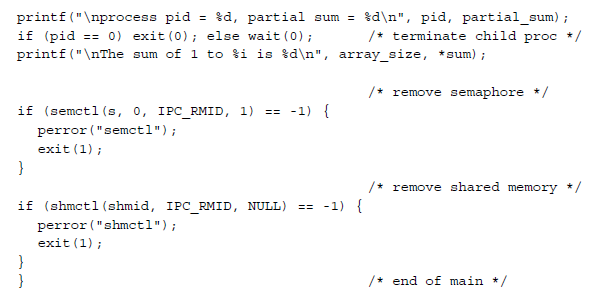 printf("\nprocess pid = %d, partial sum = %d\n", pid, partial_sum);
if (pid == 0) exit(0); else wait(0);       /* terminate child proc */
printf("\nThe sum of 1 to %i is %d\n", array_size, *sum);
                                           /* remove semaphore */
if (semctl(s, 0, IPC_RMID, 1) == -1) {
   perror("semctl");
   exit(1);
}
                                           /* remove shared memory */
if (shmctl(shmid, IPC_RMID, NULL) == -1) {
   perror("shmctl");
   exit(1);
}
}                                          /* end of main */